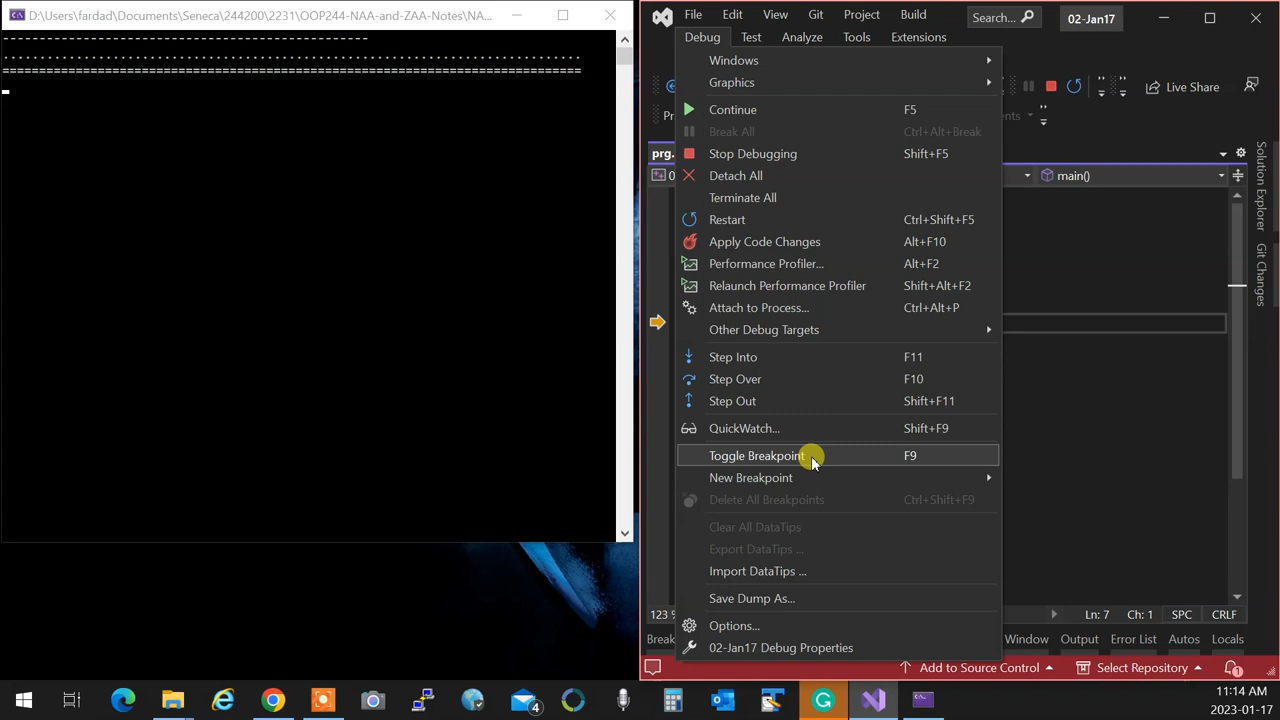 D:\Users\fardad\Documents\Seneca\244200\2231\OOP244-NAA-and-ZAA-Notes\NA...
--------------------------------------------------
................................................................................
===============================================================================
File Edit View Git Project Build Search... 02-Jan17
Debug Test Analyze Tools Extensions
Live Share
Windows
Graphics
Continue F5
Break All Ctrl+Alt+Break
Stop Debugging Shift+F5
Detach All
Terminate All
Restart Ctrl+Shift+F5
Apply Code Changes Alt+F10
Performance Profiler... Alt+F2
Relaunch Performance Profiler Shift+Alt+F2
Attach to Process... Ctrl+Alt+P
Other Debug Targets
Step Into F11
Step Over F10
Step Out Shift+F11
QuickWatch... Shift+F9
Toggle Breakpoint F9
New Breakpoint
Delete All Breakpoints Ctrl+Shift+F9
Clear All DataTips
Export DataTips ...
Import DataTips ...
Save Dump As...
Options...
02-Jan17 Debug Properties
prg.
main()
Solution Explorer
Git Changes
123 % Ln: 7 Ch: 1 SPC CRLF
Window Output Error List Autos Locals
Add to Source Control Select Repository 1
4
11:14 AM
2023-01-17